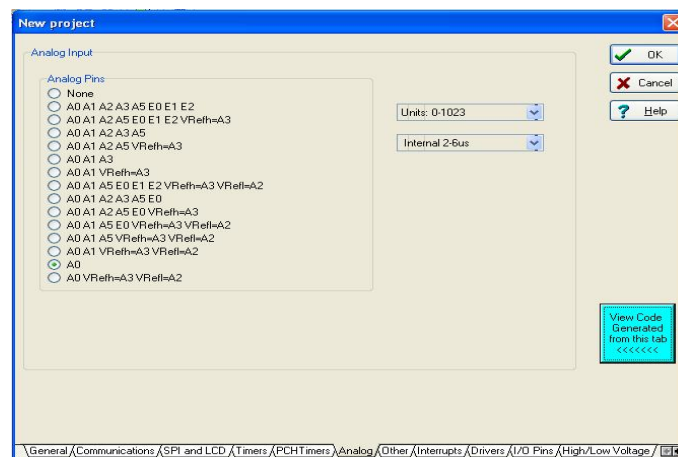 New project
Analog Input
Analog Pins
None
A0 A1 A2 A3 A5 E0 E1 E2
A0 A1 A2 A5 E0 E1 E2 VRefh=A3
A0 A1 A2 A3 A5
A0 A1 A2 A5 VRefh=A3
A0 A1 A3
A0 A1 VRefh=A3
A0 A1 A5 E0 E1 E2 VRefh=A3 VRefl=A2
A0 A1 A2 A3 A5 E0
A0 A1 A2 A5 E0 VRefh=A3
A0 A1 A5 E0 VRefh=A3 VRefl=A2
A0 A1 A5 VRefh=A3 VRefl=A2
A0 A1 VRefh=A3 VRefl=A2
A0
A0 VRefh=A3 VRefl=A2
Units: 0-1023
Internal 2-6us
OK
Cancel
Help
View Code
Generated
from this tab
<<<<<<<
General Communications SPI and LCD Timers PCHTimers Analog Other Interrupts Drivers I/O Pins High/Low Voltage